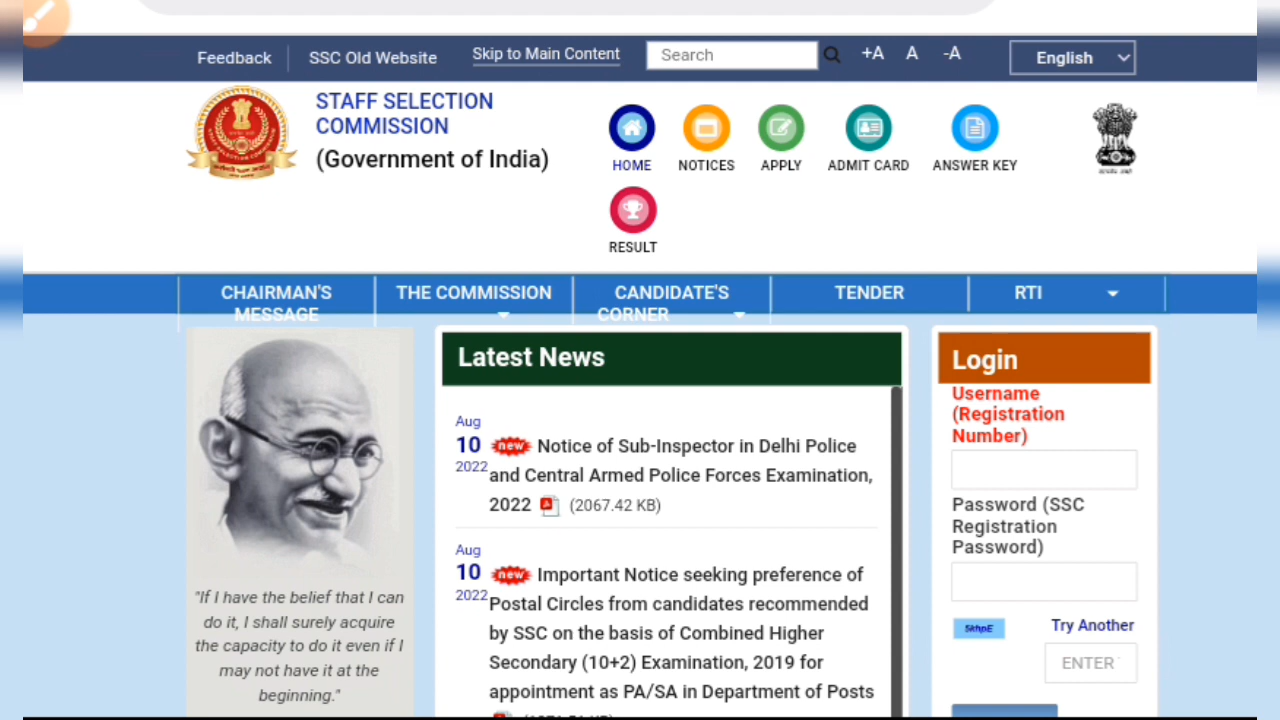 Feedback
SSC Old Website
Skip to Main Content
Search
+A A -A
English
STAFF SELECTION
COMMISSION
(Government of India)
HOME
NOTICES
APPLY
ADMIT CARD
ANSWER KEY
RESULT
CHAIRMAN'S
MESSAGE
THE COMMISSION
CANDIDATE'S
CORNER
TENDER
RTI
"If I have the belief that I can
do it, I shall surely acquire
the capacity to do it even if I
may not have it at the
beginning."
Latest News
Aug
10
2022
new Notice of Sub-Inspector in Delhi Police
and Central Armed Police Forces Examination,
2022 (2067.42 KB)
Aug
10
2022
new Important Notice seeking preference of
Postal Circles from candidates recommended
by SSC on the basis of Combined Higher
Secondary (10+2) Examination, 2019 for
appointment as PA/SA in Department of Posts
Login
Username
(Registration
Number)
Password (SSC
Registration
Password)
5khpE
Try Another
ENTER